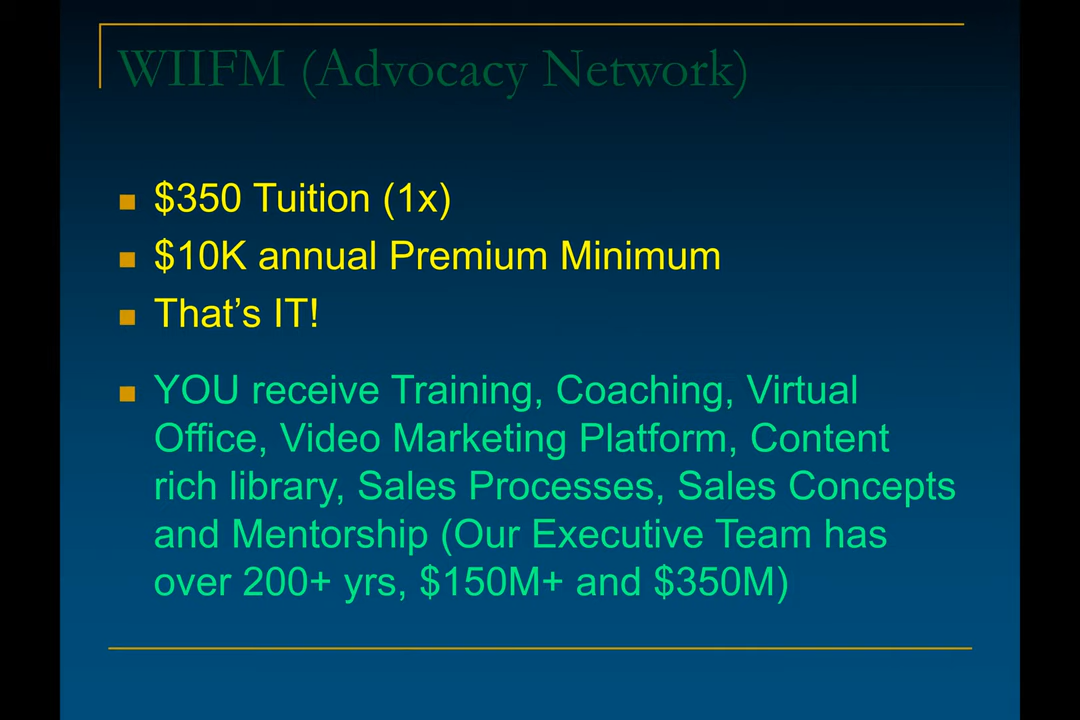 WIIFM (Advocacy Network)
$350 Tuition (1x)
$10K annual Premium Minimum
That’s IT!
YOU receive Training, Coaching, Virtual
Office, Video Marketing Platform, Content
rich library, Sales Processes, Sales Concepts
and Mentorship (Our Executive Team has
over 200+ yrs, $150M+ and $350M)